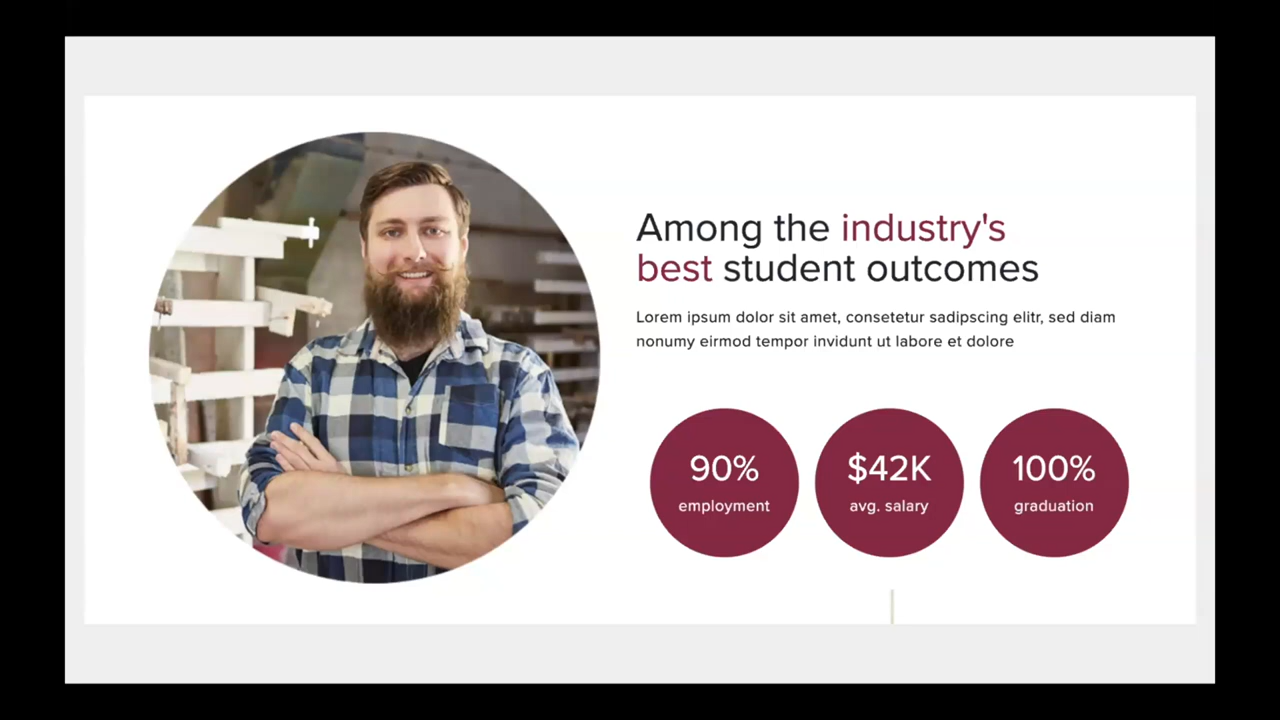 Among the industry's
best student outcomes
Lorem ipsum dolor sit amet, consetetur sadipscing elitr, sed diam
nonumy eirmod tempor invidunt ut labore et dolore
90%
employment
$42K
avg. salary
100%
graduation